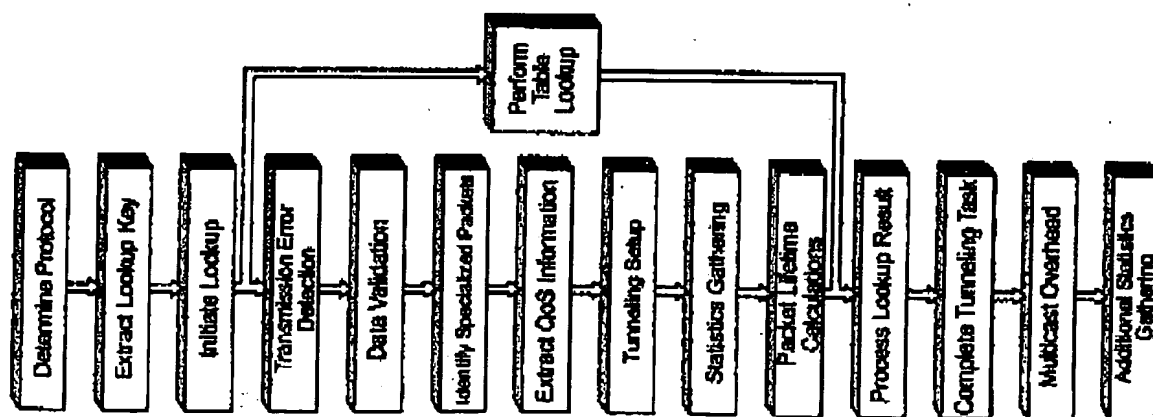 Determine Protocol
Extract Lookup Key
Initiate Lookup
Transmission Error
Detection
Data Validation
Identify Specialized Packets
Extract QoS Information
Tunneling Setup
Statistics Gathering
Packet Lifetime
Calculations
Process Lookup Result
Complete Tunneling Task
Multicast Overhead
Additional Statistics
Gathering
Perform
Table
Lookup